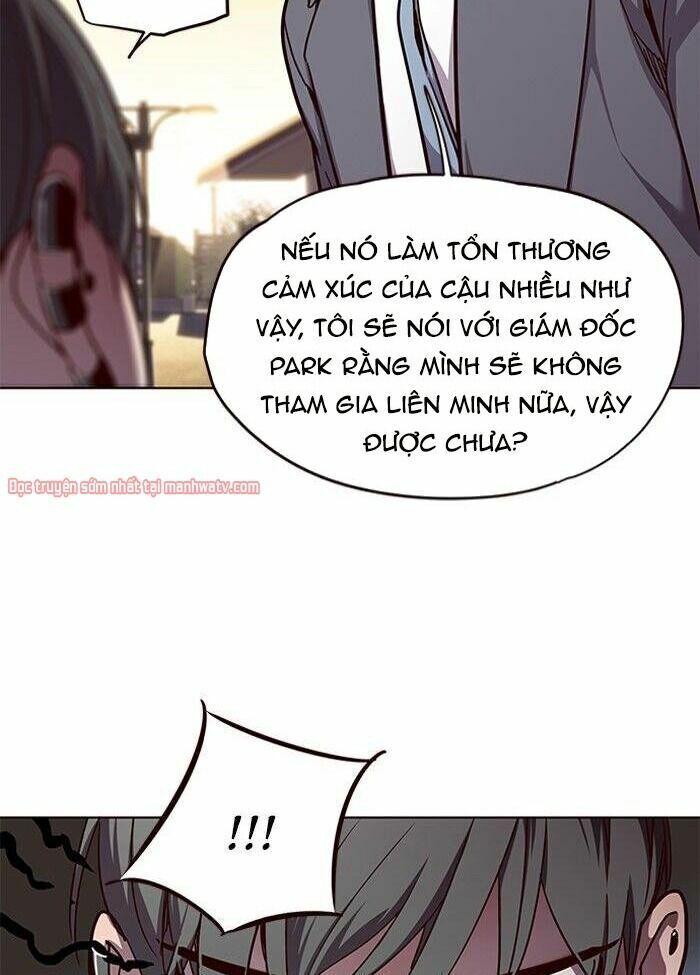 NẾU NÓ LÀM TỔN THƯƠNG
CẢM XÚC CỦA CẬU NHIỀU NHƯ
VẬY, TÔI SẼ NÓI VỚI GIÁM ĐỐC
PARK RẰNG MÌNH SẼ KHÔNG
THAM GIA LIÊN MINH NỮA, VẬY
ĐƯỢC CHƯA?
Đọc truyện sớm nhất tại manhwatv.com
!!!